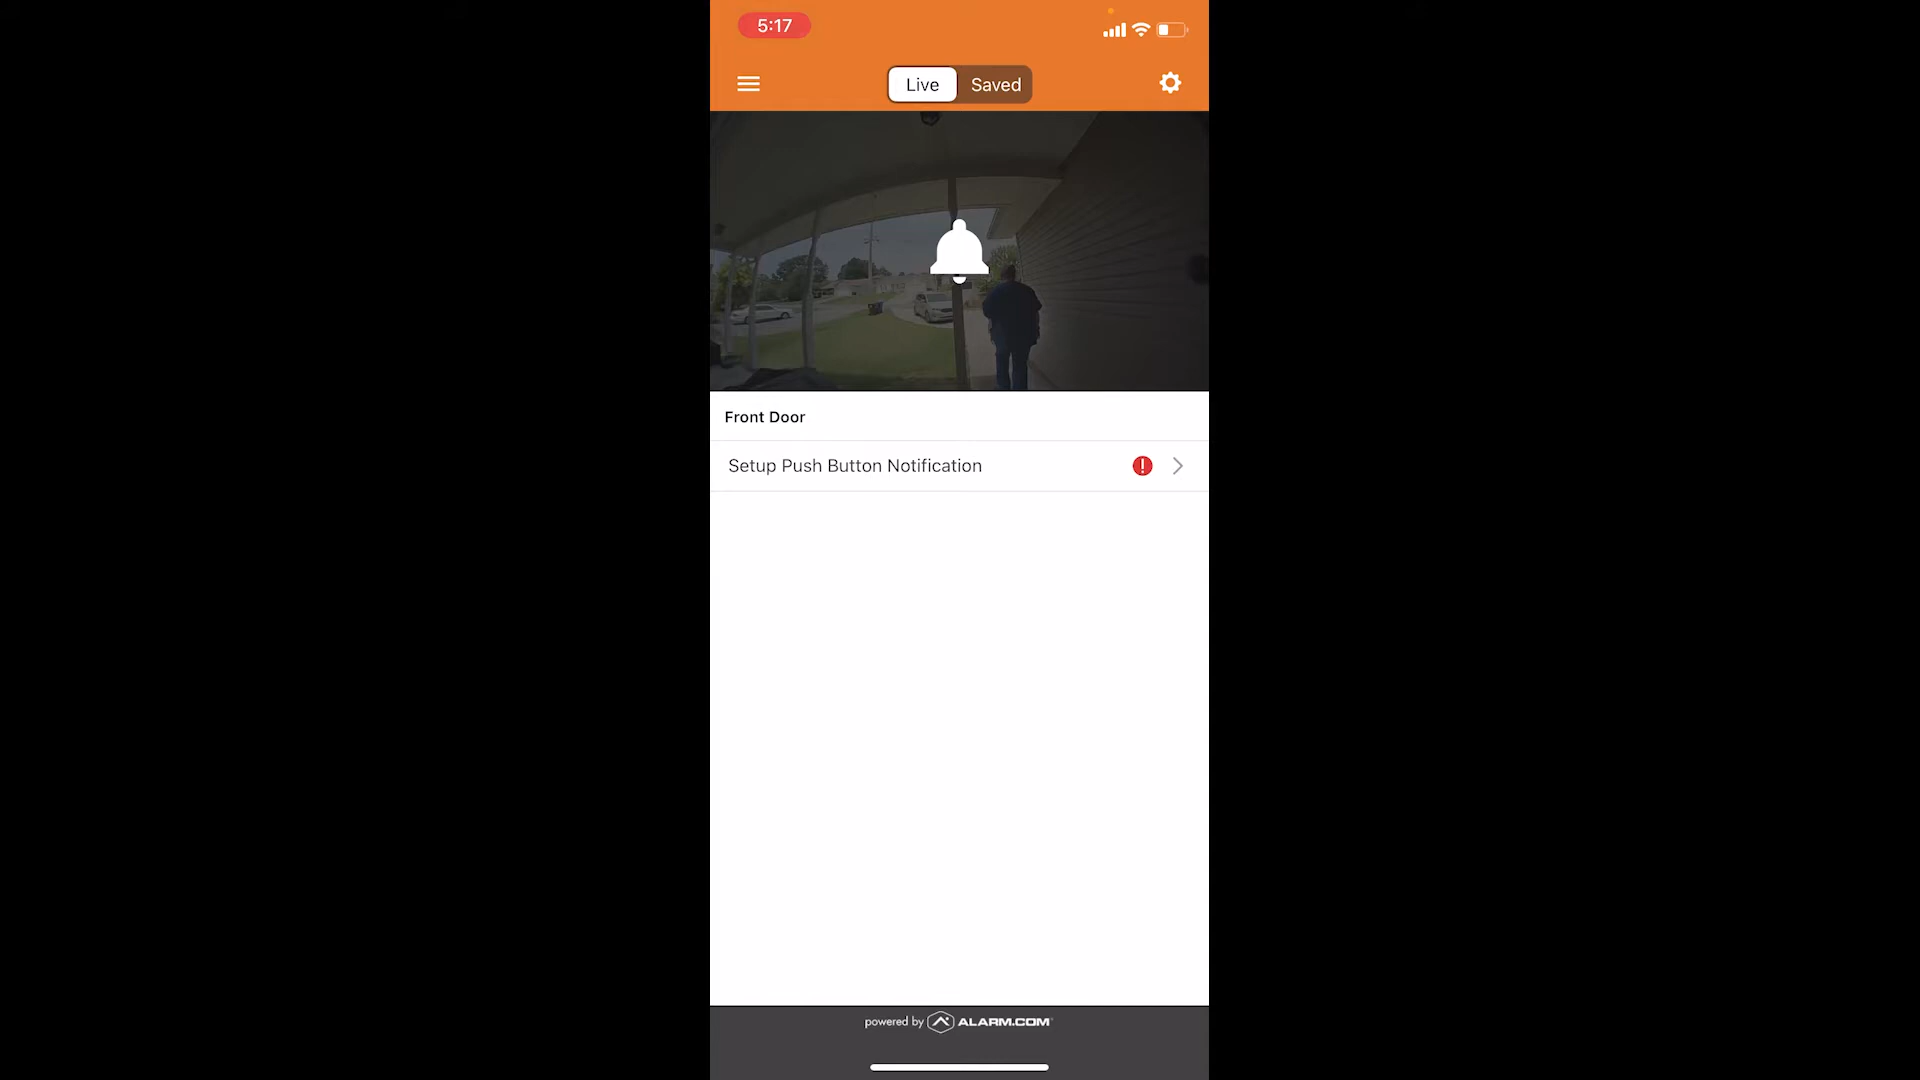 5:17
Live Saved
Front Door
Setup Push Button Notification
powered by ALARM.COM